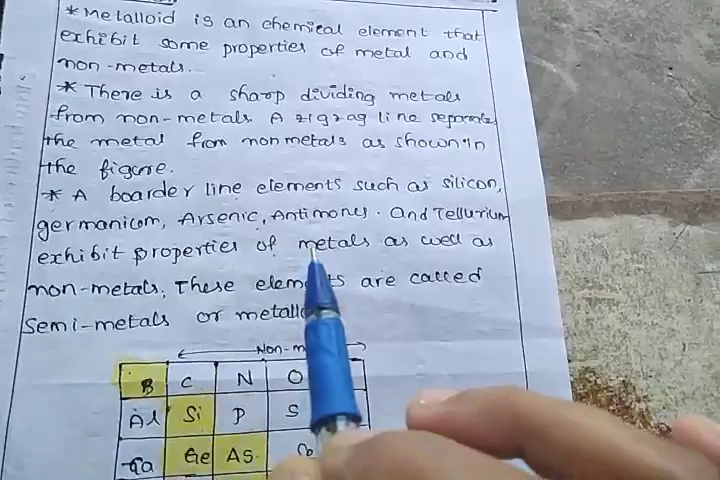 * Metalloid is an chemical element that
exhibit some properties of metal and
non-metals.
* There is a sharp dividing metals
from non-metals. A zigzag line separates
the metal from nonmetals as shown in
the figure.
* A boarder line elements such as silicon,
germanium, Arsenic, Antimony. and Tellurium
exhibit properties of metals as well as
non-metals. These elements are called
Semi-metals or
Non-
B C N O
Al Si P S
Ga Ge As